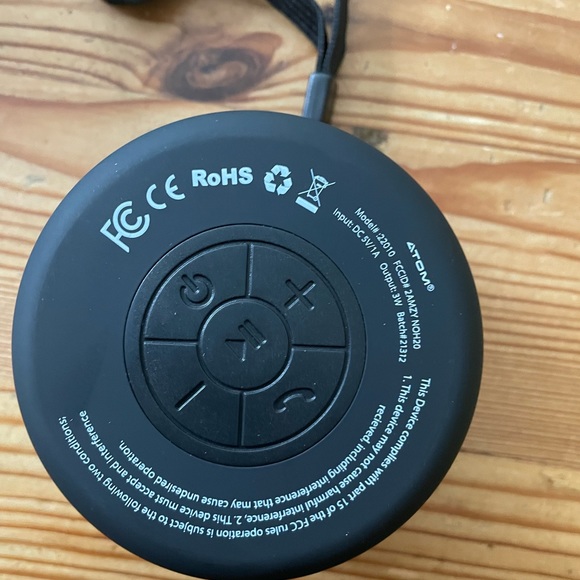 FC CE RoHS
ATOM®
Model#:22010 FCCID# 2AMZY NOH20
Input: DC 5V/1A Output: 3W Batch#21312
This Device complies with part 15 of the FCC rules operation is subject to the following two conditions;
1. This device may not cause harmful interference, 2. This device must accept and interference
recieved, including interference that may cause undesired operation.